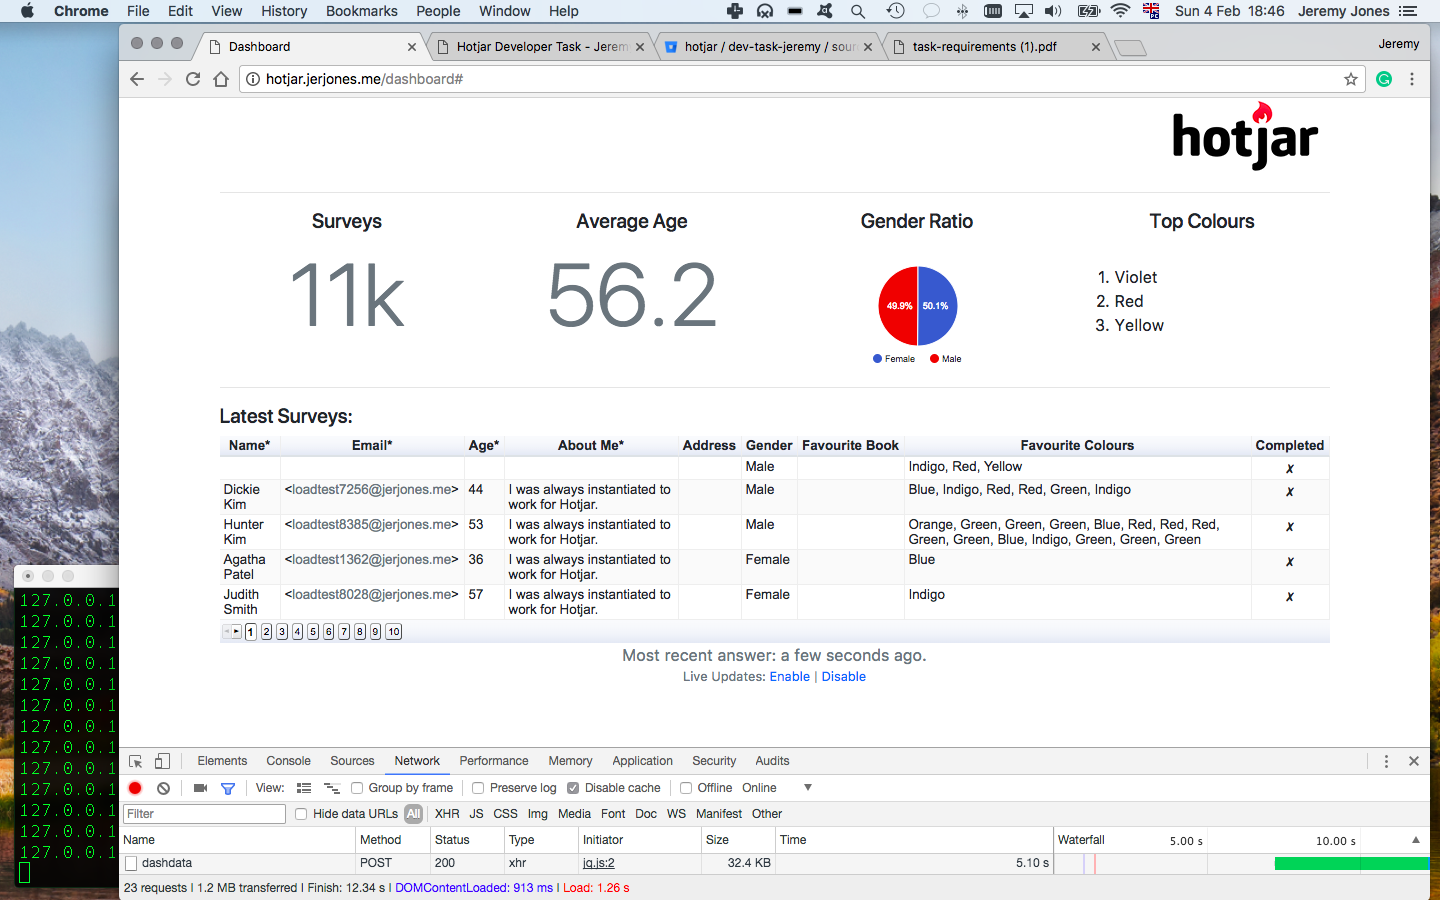 Chrome File Edit View History Bookmarks People Window Help Sun 4 Feb 18:46 Jeremy Jones
Dashboard Hotjar Developer Task - Jerem hotjar / dev-task-jeremy / sour task-requirements (1).pdf Jeremy
hotjar.jerjones.me/dashboard#
hotjar
Surveys Average Age Gender Ratio Top Colours
11k 56.2
49.9% 50.1%
1. Violet
2. Red
3. Yellow
Female Male
Latest Surveys:
Name* Email* Age* About Me* Address Gender Favourite Book Favourite Colours Completed
Male Indigo, Red, Yellow ✗
Dickie Kim <loadtest7256@jerjones.me> 44 I was always instantiated to work for Hotjar. Male Blue, Indigo, Red, Red, Green, Indigo ✗
Hunter Kim <loadtest8385@jerjones.me> 53 I was always instantiated to work for Hotjar. Male Orange, Green, Green, Green, Blue, Red, Red, Red, Green, Green, Blue, Indigo, Green, Green, Green ✗
Agatha Patel <loadtest1362@jerjones.me> 36 I was always instantiated to work for Hotjar. Female Blue ✗
Judith Smith <loadtest8028@jerjones.me> 57 I was always instantiated to work for Hotjar. Female Indigo ✗
1 2 3 4 5 6 7 8 9 10
Most recent answer: a few seconds ago.
Live Updates: Enable | Disable
127.0.0.1
127.0.0.1
127.0.0.1
127.0.0.1
127.0.0.1
127.0.0.1
127.0.0.1
127.0.0.1
127.0.0.1
127.0.0.1
127.0.0.1
127.0.0.1
127.0.0.1
Elements Console Sources Network Performance Memory Application Security Audits
View: Group by frame Preserve log Disable cache Offline Online
Filter Hide data URLs All XHR JS CSS Img Media Font Doc WS Manifest Other
Name Method Status Type Initiator Size Time Waterfall 5.00 s 10.00 s
dashdata POST 200 xhr jq.js:2 32.4 KB 5.10 s
23 requests | 1.2 MB transferred | Finish: 12.34 s | DOMContentLoaded: 913 ms | Load: 1.26 s